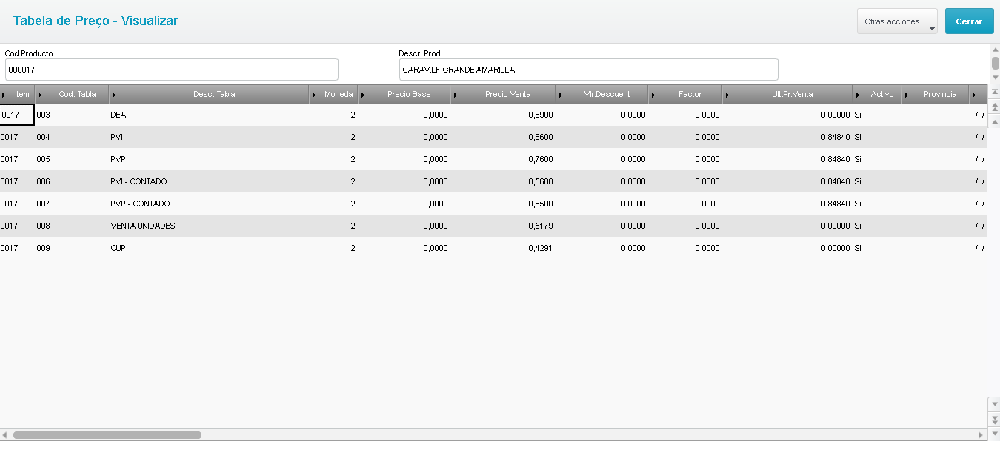 Tabela de Preço - Visualizar
Otras acciones
Cerrar
Cod.Producto
Descr. Prod.
000017
CARAV.LF GRANDE AMARILLA
Item Cod. Tabla Desc. Tabla Moneda Precio Base Precio Venta Vlr.Descuent Factor Ult.Pr.Venta Activo Provincia
0017 003 DEA 2 0,0000 0,8900 0,0000 0,0000 0,00000 Si / /
0017 004 PVI 2 0,0000 0,6600 0,0000 0,0000 0,84840 Si / /
0017 005 PVP 2 0,0000 0,7600 0,0000 0,0000 0,84840 Si / /
0017 006 PVI - CONTADO 2 0,0000 0,5600 0,0000 0,0000 0,84840 Si / /
0017 007 PVP - CONTADO 2 0,0000 0,6500 0,0000 0,0000 0,84840 Si / /
0017 008 VENTA UNIDADES 2 0,0000 0,5179 0,0000 0,0000 0,00000 Si / /
0017 009 CUP 2 0,0000 0,4291 0,0000 0,0000 0,00000 Si / /